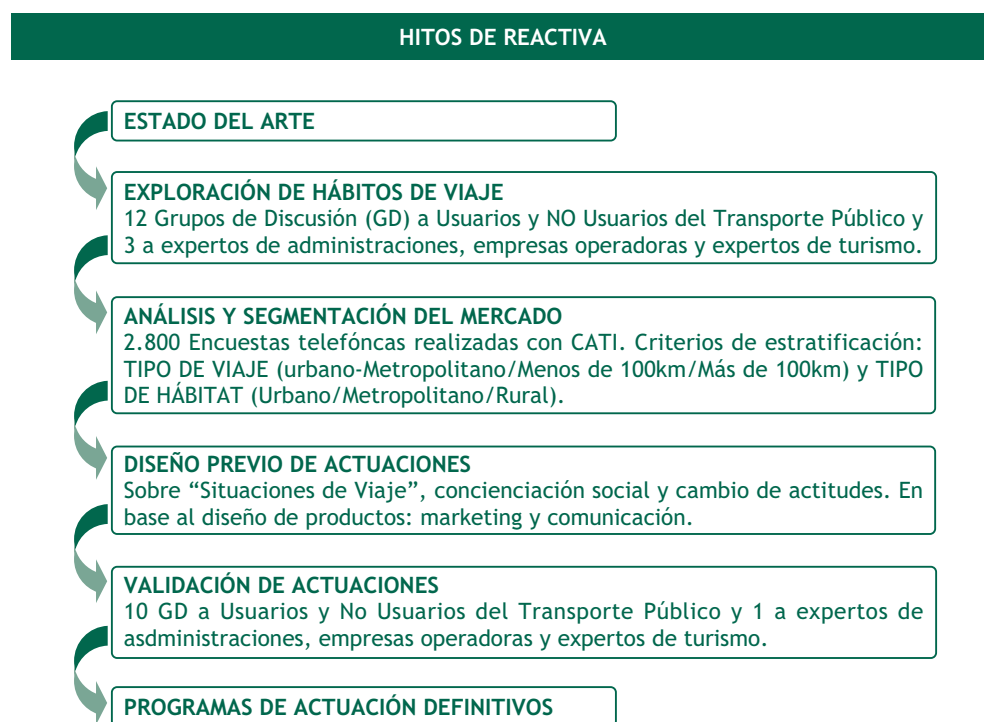 HITOS DE REACTIVA
ESTADO DEL ARTE
EXPLORACIÓN DE HÁBITOS DE VIAJE
12 Grupos de Discusión (GD) a Usuarios y NO Usuarios del Transporte Público y
3 a expertos de administraciones, empresas operadoras y expertos de turismo.
ANÁLISIS Y SEGMENTACIÓN DEL MERCADO
2.800 Encuestas telefóncas realizadas con CATI. Criterios de estratificación:
TIPO DE VIAJE (urbano-Metropolitano/Menos de 100km/Más de 100km) y TIPO
DE HÁBITAT (Urbano/Metropolitano/Rural).
DISEÑO PREVIO DE ACTUACIONES
Sobre “Situaciones de Viaje”, concienciación social y cambio de actitudes. En
base al diseño de productos: marketing y comunicación.
VALIDACIÓN DE ACTUACIONES
10 GD a Usuarios y No Usuarios del Transporte Público y 1 a expertos de
asdministraciones, empresas operadoras y expertos de turismo.
PROGRAMAS DE ACTUACIÓN DEFINITIVOS